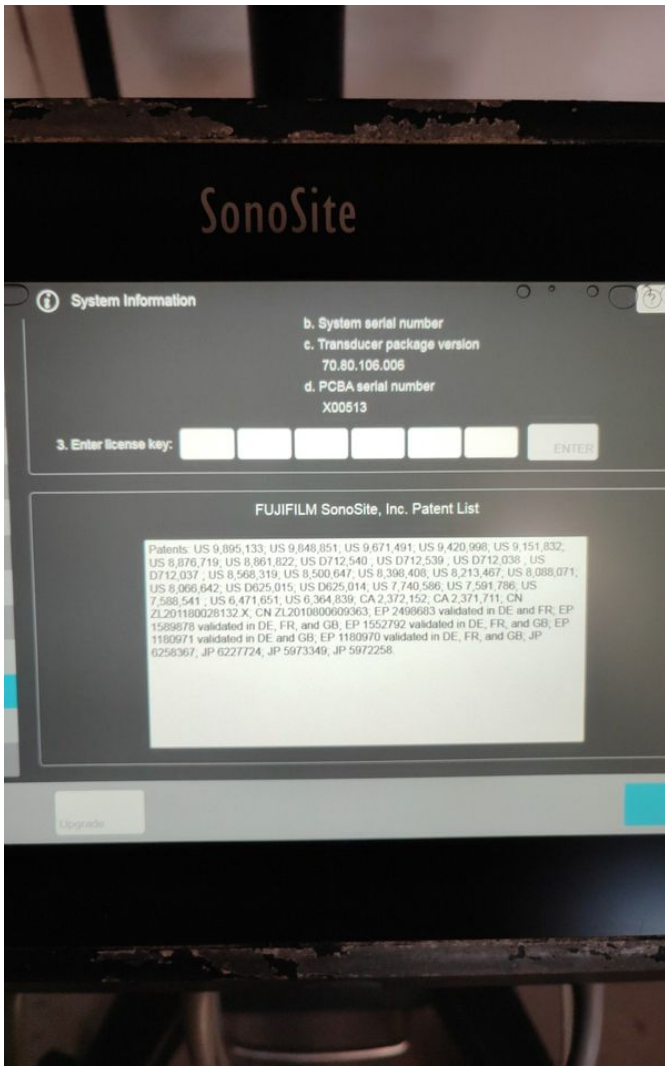 SonoSite
System Information
b. System serial number
c. Transducer package version
70.80.106.006
d. PCBA serial number
X00513
3. Enter license key:
ENTER
FUJIFILM SonoSite, Inc. Patent List
Patents: US 9,895,133; US 9,848,851; US 9,671,491; US 9,420,998; US 9,151,832;
US 8,876,719; US 8,861,822; US D712,540 ; US D712,539 ; US D712,038 ; US
D712,037 ; US 8,568,319; US 8,500,647; US 8,398,408; US 8,213,467; US 8,088,071;
US 8,066,642; US D625,015; US D625,014; US 7,740,586; US 7,591,786; US
7,588,541 ; US 6,471,651; US 6,364,839; CA 2,372,152; CA 2,371,711; CN
ZL201180028132.X; CN ZL2010800609363; EP 2498683 validated in DE and FR; EP
1589878 validated in DE, FR, and GB; EP 1552792 validated in DE, FR, and GB; EP
1180971 validated in DE and GB; EP 1180970 validated in DE, FR, and GB; JP
6258367; JP 6227724; JP 5973349; JP 5972258.
Upgrade